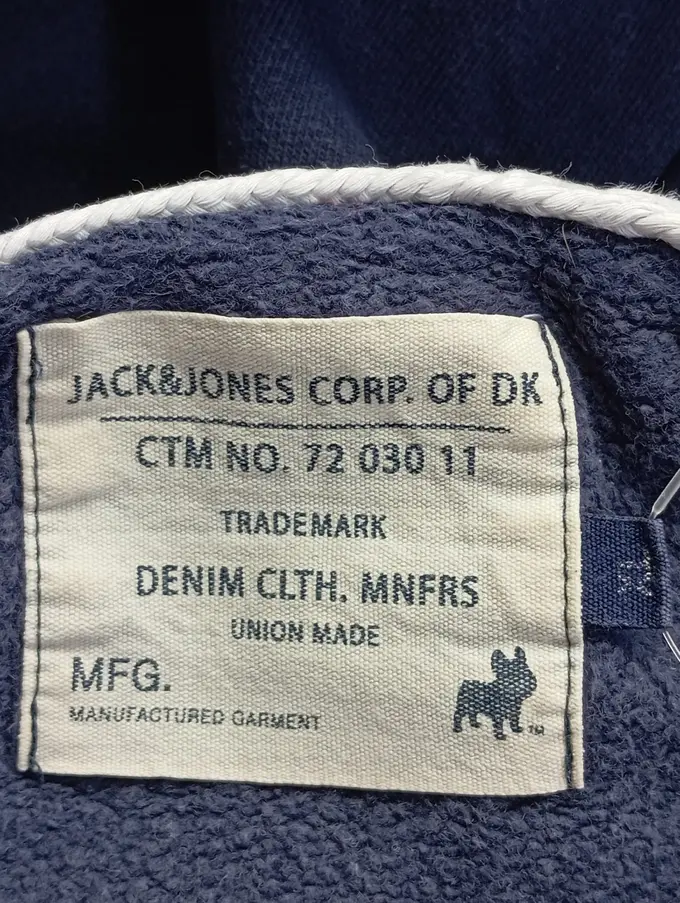 JACK&JONES CORP. OF DK
CTM NO. 72 030 11
TRADEMARK
DENIM CLTH. MNFRS
UNION MADE
MFG.
MANUFACTURED GARMENT
TM